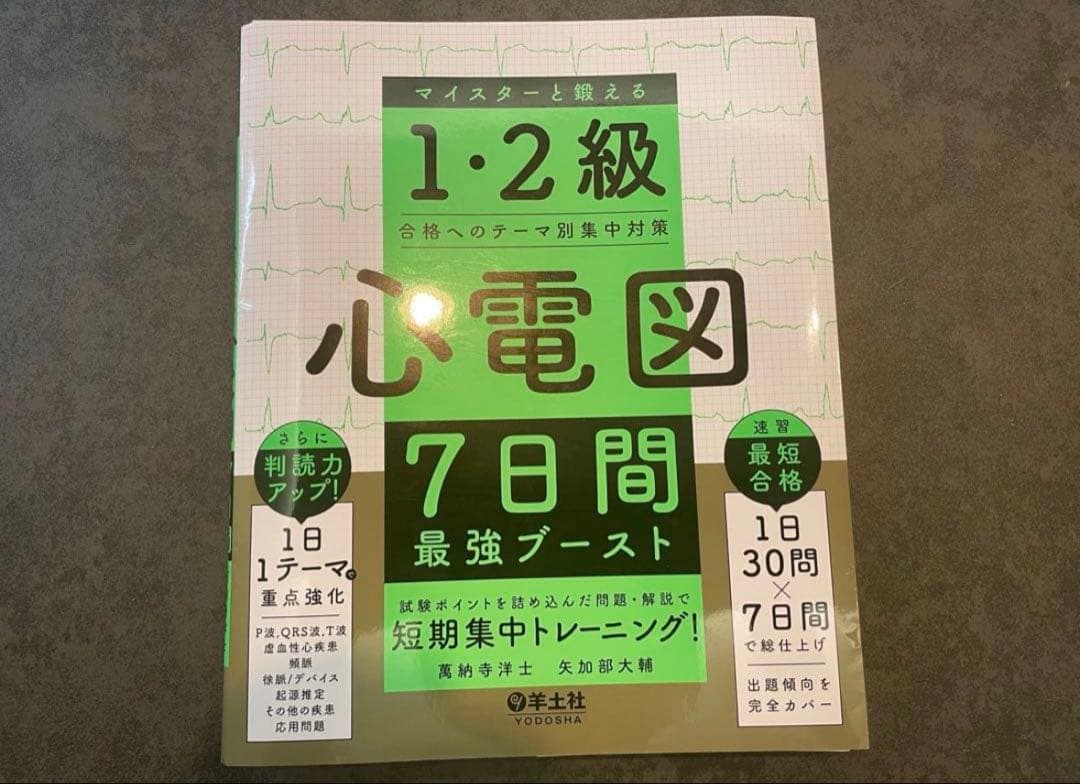 マイスターと鍛える
1・2級
合格へのテーマ別集中対策
心電図
7日間
最強ブースト
試験ポイントを詰め込んだ問題・解説で
短期集中トレーニング!
萬納寺洋士 矢加部大輔
羊土社
YODOSHA
さらに
判読力
アップ!
1日
1テーマで
重点強化
P波,QRS波,T波
虚血性心疾患
頻脈
徐脈/デバイス
起源推定
その他の疾患
応用問題
速習
最短
合格
1日
30問
×
7日間
で総仕上げ
出題傾向を
完全カバー